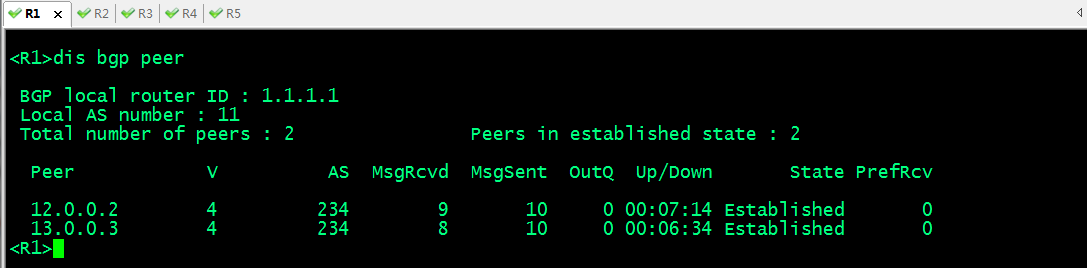 R1 × R2 R3 R4 R5
<R1>dis bgp peer
BGP local router ID : 1.1.1.1
Local AS number : 11
Total number of peers : 2 Peers in established state : 2
Peer V AS MsgRcvd MsgSent OutQ Up/Down State PrefRcv
12.0.0.2 4 234 9 10 0 00:07:14 Established 0
13.0.0.3 4 234 8 10 0 00:06:34 Established 0
<R1>